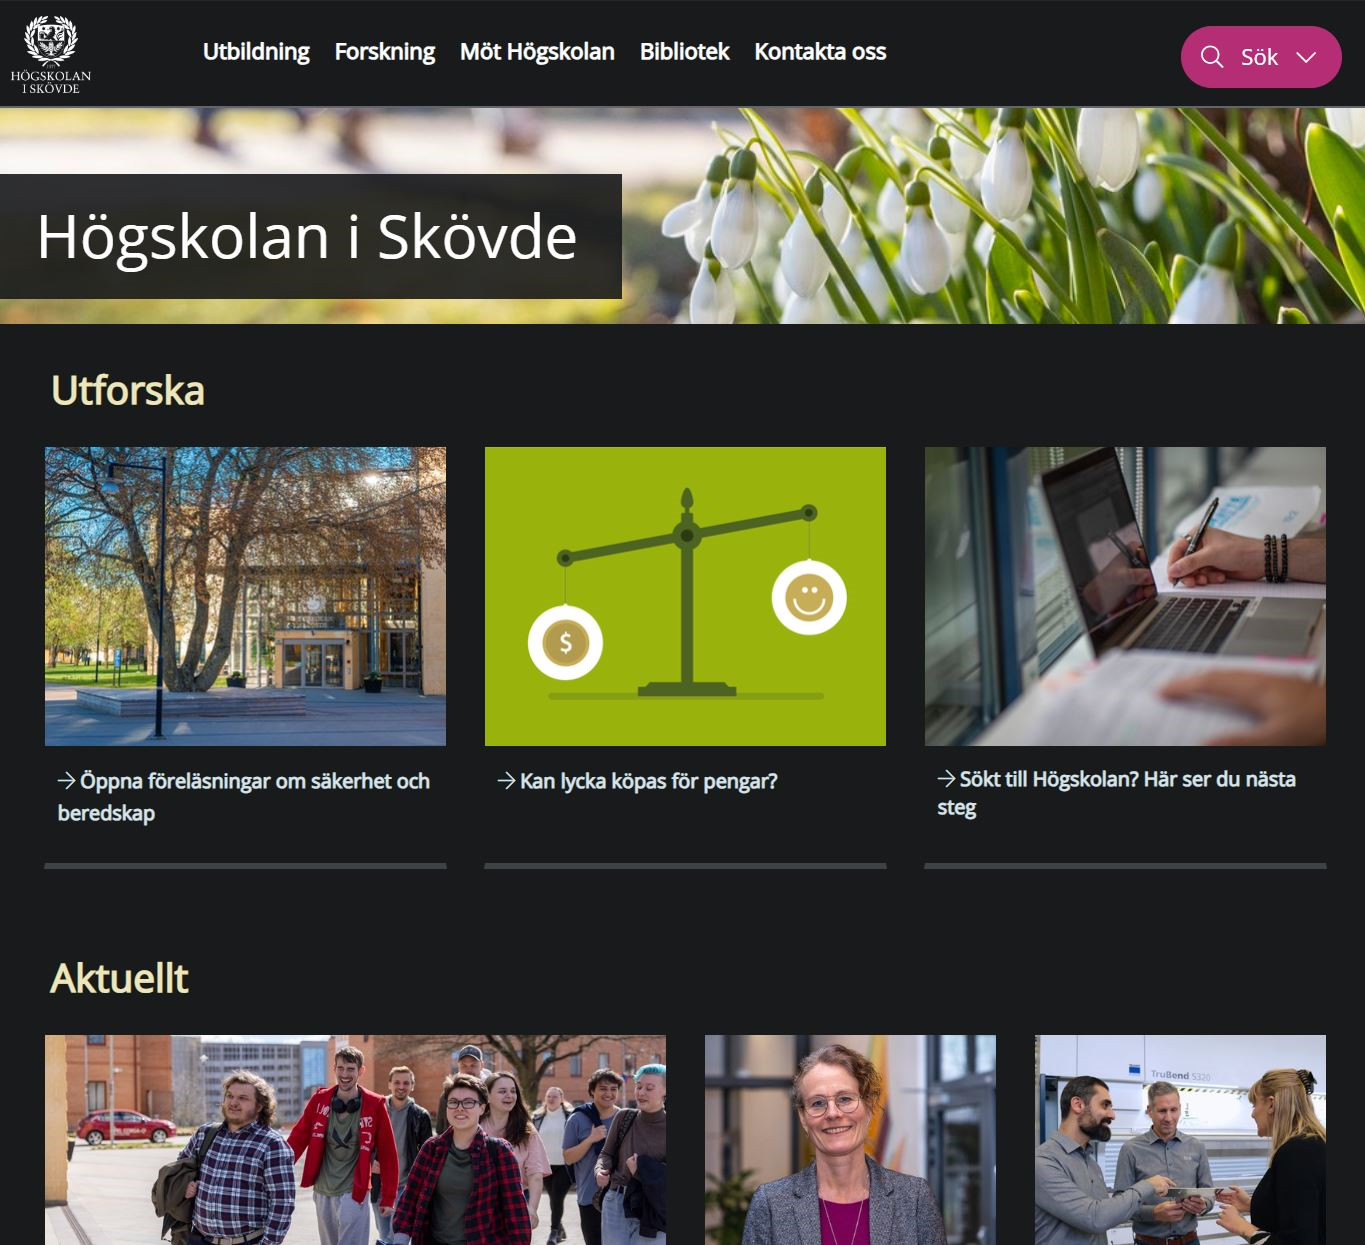 HÖGSKOLAN
I SKÖVDE
Utbildning Forskning Möt Högskolan Bibliotek Kontakta oss
Sök
Högskolan i Skövde
Utforska
$
Öppna föreläsningar om säkerhet och
beredskap
Kan lycka köpas för pengar?
Sökt till Högskolan? Här ser du nästa
steg
Aktuellt
TruBend 5320